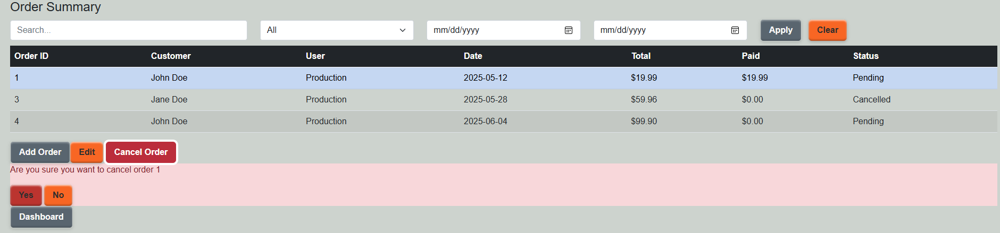 Order Summary
Search... All mm/dd/yyyy mm/dd/yyyy Apply Clear
Order ID Customer User Date Total Paid Status
1 John Doe Production 2025-05-12 $19.99 $19.99 Pending
3 Jane Doe Production 2025-05-28 $59.96 $0.00 Cancelled
4 John Doe Production 2025-06-04 $99.90 $0.00 Pending
Add Order Edit Cancel Order
Are you sure you want to cancel order 1
Yes No
Dashboard